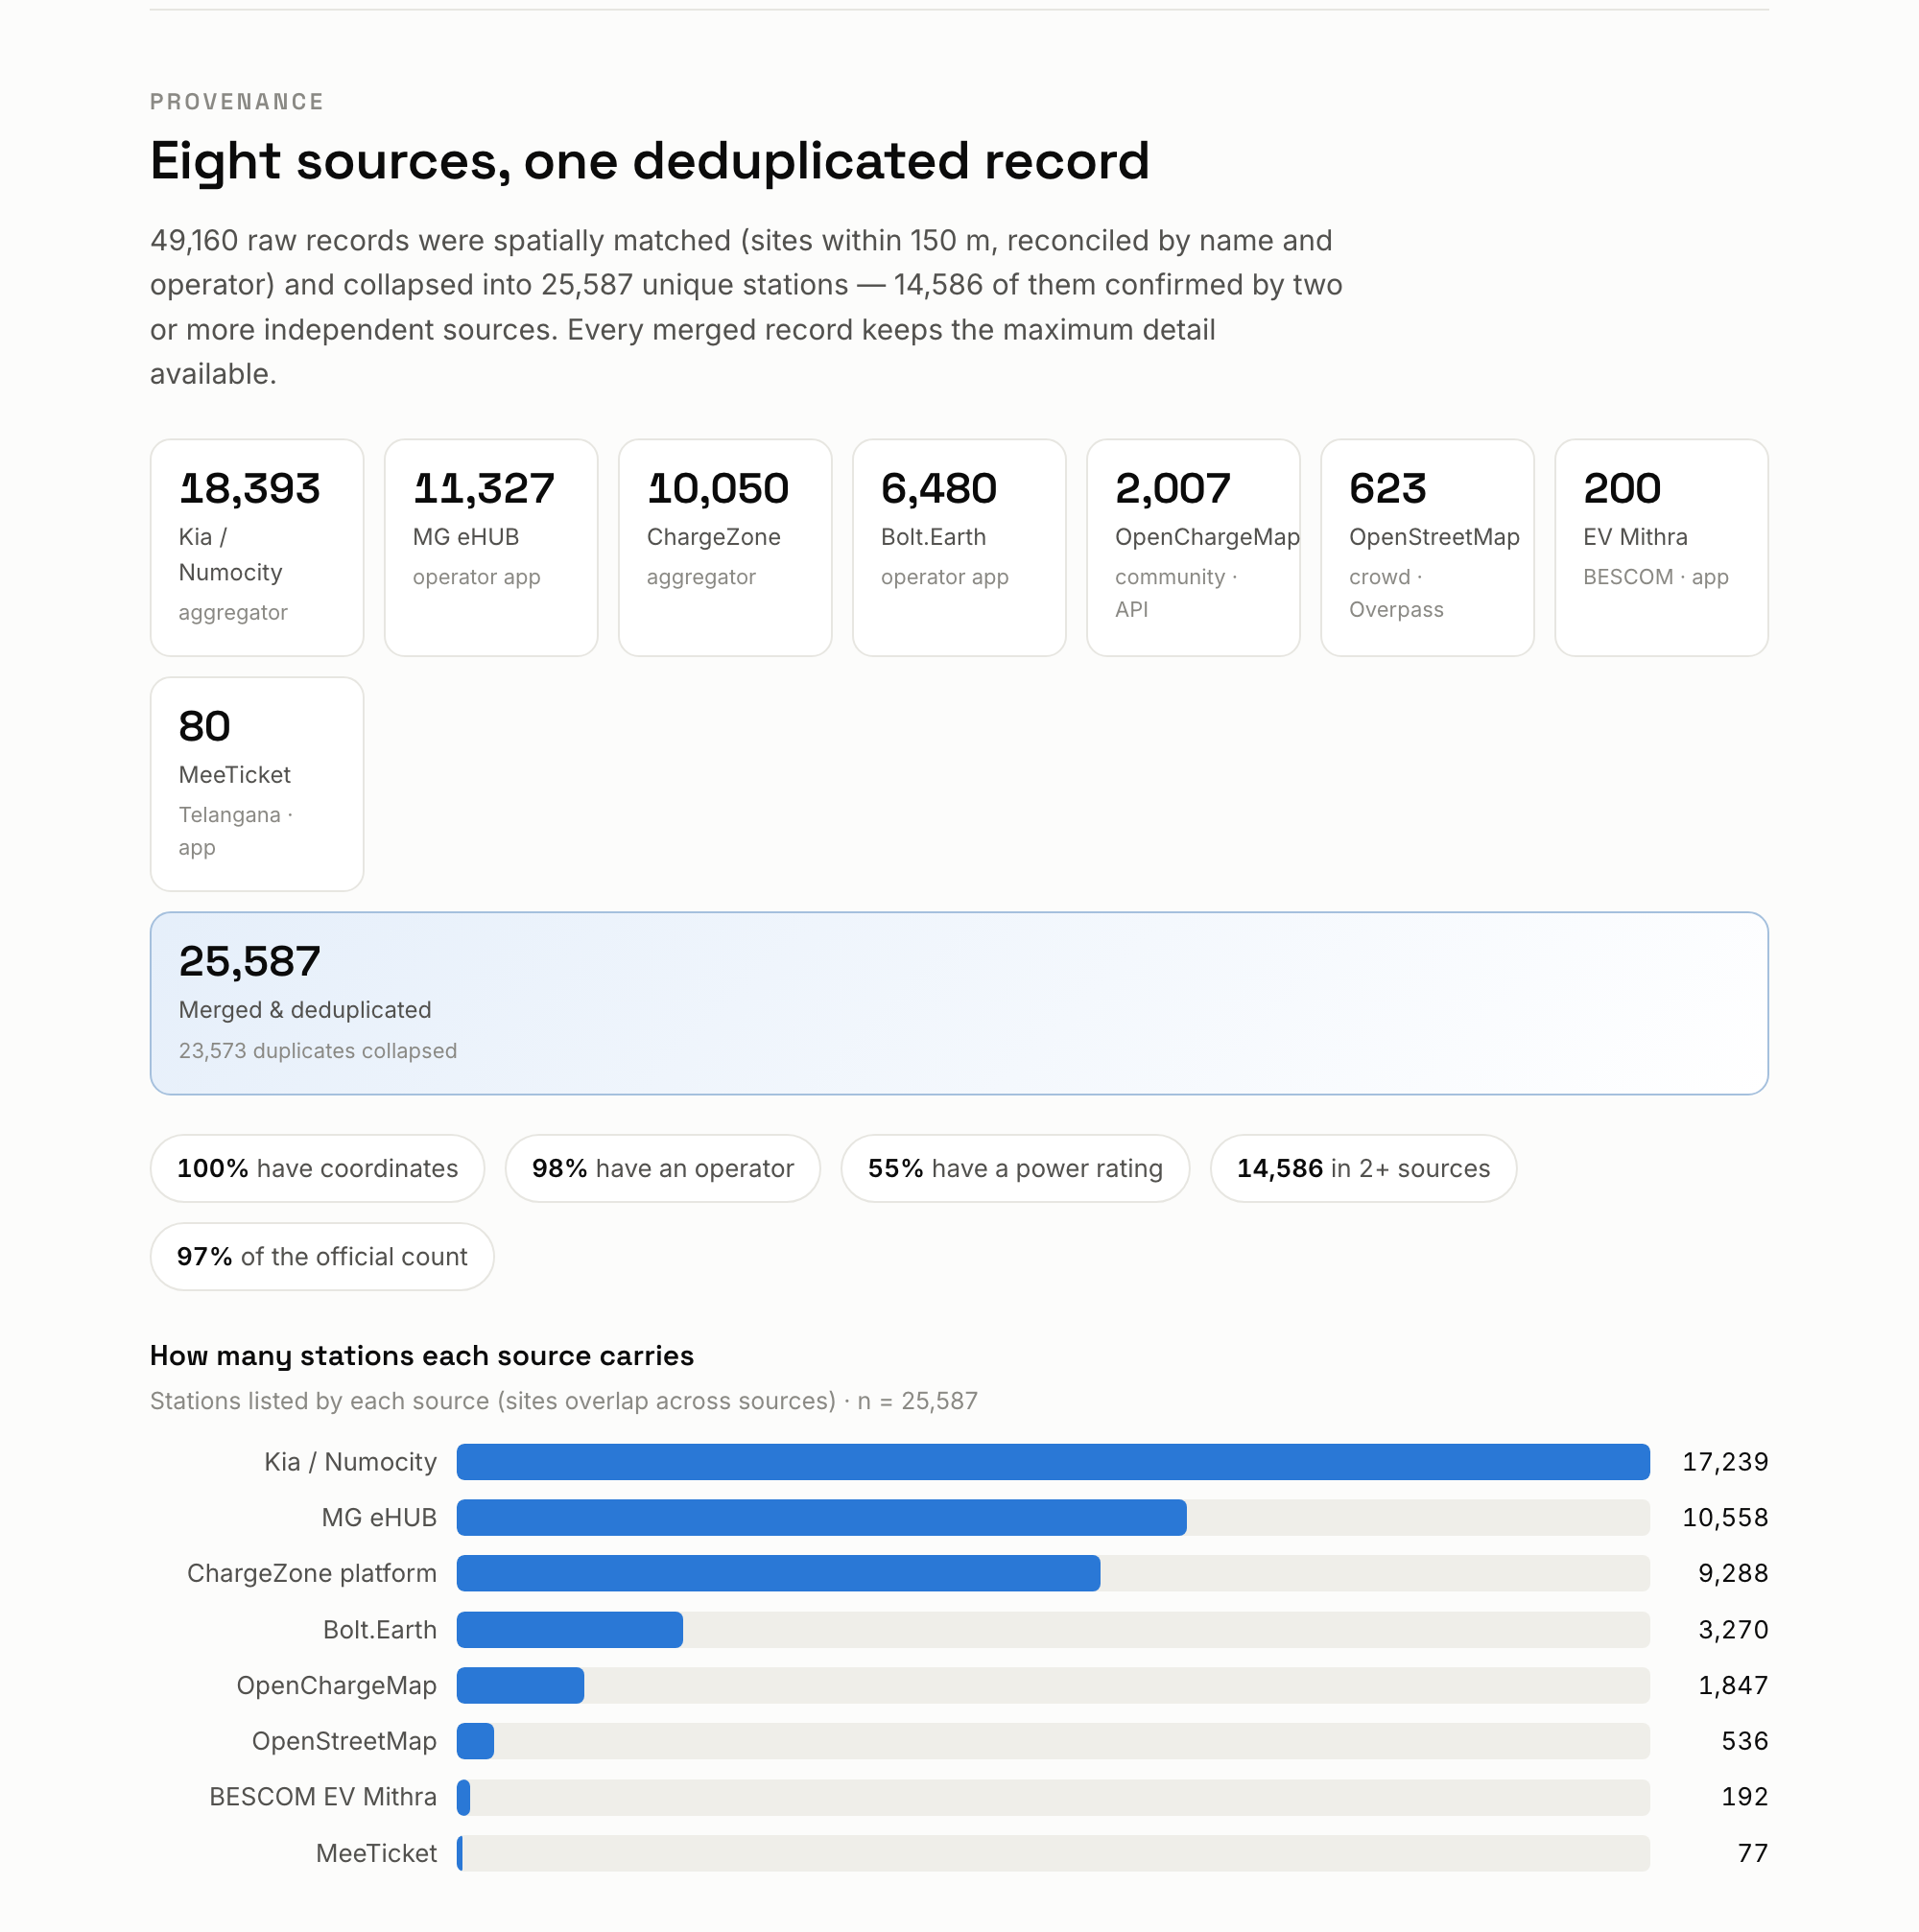 PROVENANCE
Eight sources, one deduplicated record
49,160 raw records were spatially matched (sites within 150 m, reconciled by name and
operator) and collapsed into 25,587 unique stations — 14,586 of them confirmed by two
or more independent sources. Every merged record keeps the maximum detail
available.
18,393
Kia /
Numocity
aggregator
11,327
MG eHUB
operator app
10,050
ChargeZone
aggregator
6,480
Bolt.Earth
operator app
2,007
OpenChargeMap
community ·
API
623
OpenStreetMap
crowd ·
Overpass
200
EV Mithra
BESCOM · app
80
MeeTicket
Telangana ·
app
25,587
Merged & deduplicated
23,573 duplicates collapsed
100% have coordinates
98% have an operator
55% have a power rating
14,586 in 2+ sources
97% of the official count
How many stations each source carries
Stations listed by each source (sites overlap across sources) · n = 25,587
Kia / Numocity 17,239
MG eHUB 10,558
ChargeZone platform 9,288
Bolt.Earth 3,270
OpenChargeMap 1,847
OpenStreetMap 536
BESCOM EV Mithra 192
MeeTicket 77